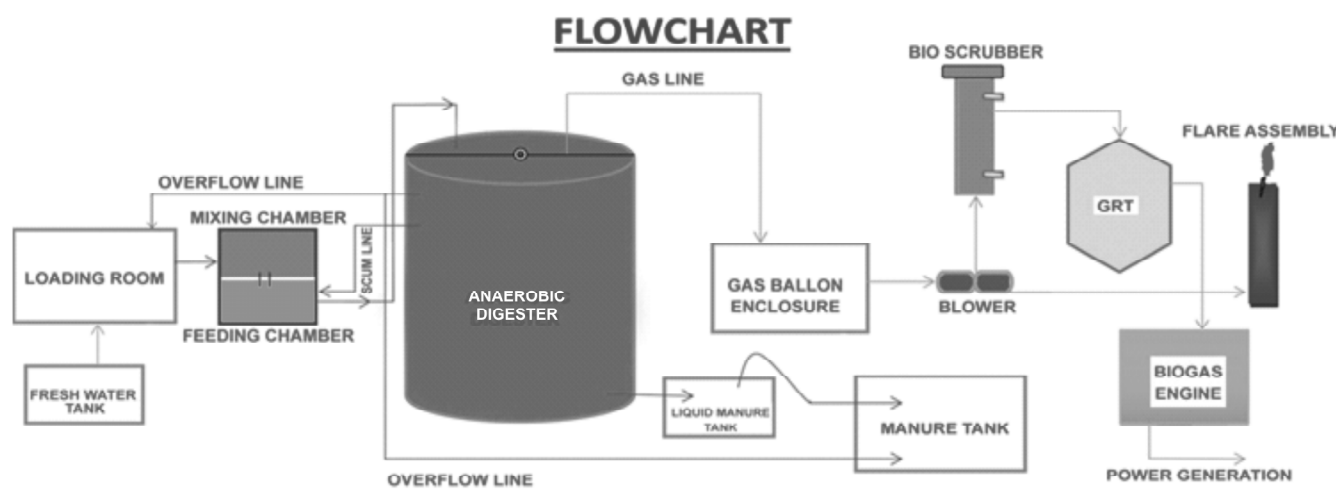 FLOWCHART
BIO SCRUBBER
GAS LINE
FLARE ASSEMBLY
OVERFLOW LINE
MIXING CHAMBER
GRT
LOADING ROOM
SCUM LINE
GAS BALLON
ENCLOSURE
ANAEROBIC
DIGESTER
BLOWER
FEEDING CHAMBER
FRESH WATER
TANK
BIOGAS
ENGINE
LIQUID MANURE
TANK
MANURE TANK
OVERFLOW LINE
POWER GENERATION